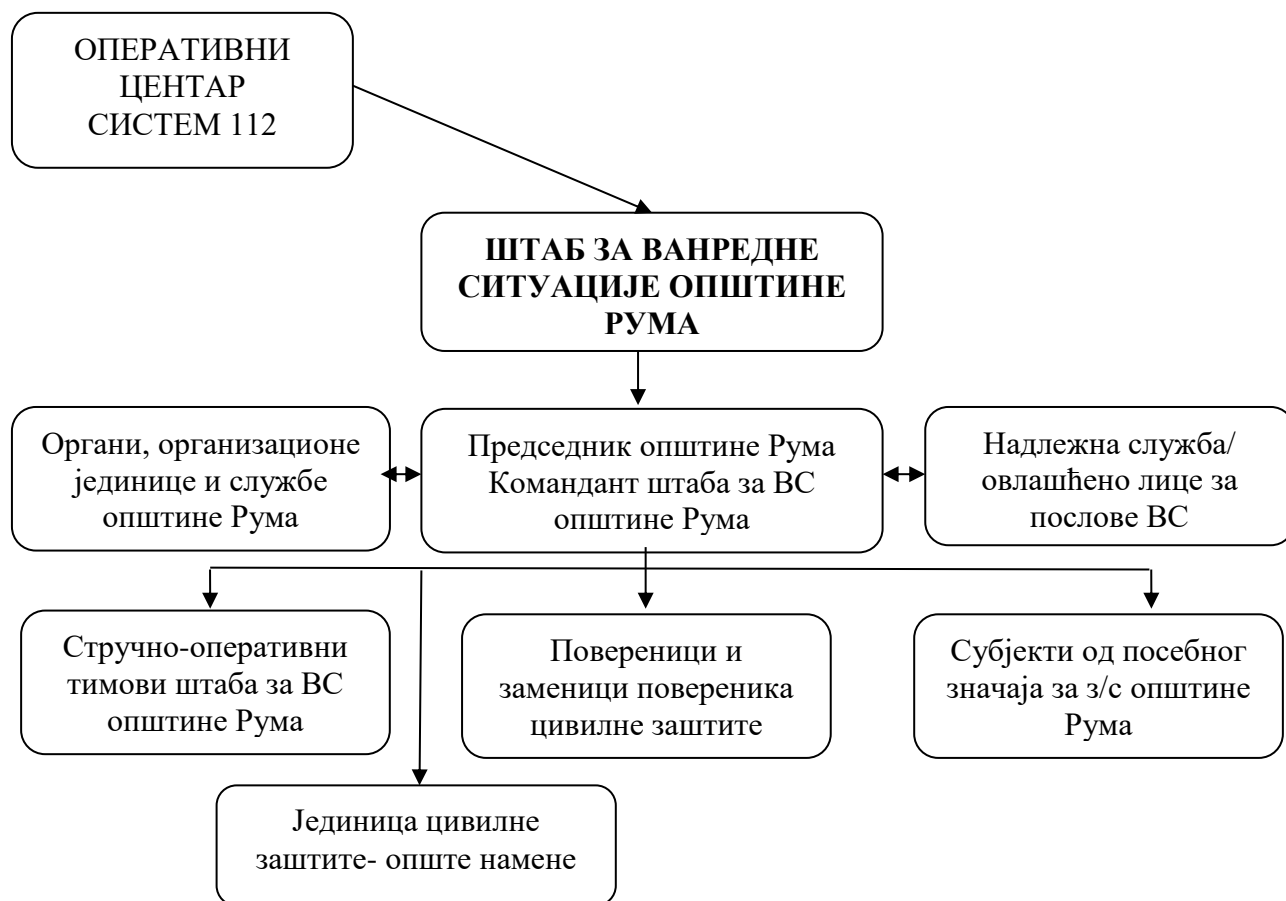 ОПЕРАТИВНИ
ЦЕНТАР
СИСТЕМ 112
ШТАБ ЗА ВАНРЕДНЕ
СИТУАЦИЈЕ ОПШТИНЕ
РУМА
Органи, организационе
јединице и службе
општине Рума
Председник општине Рума
Командант штаба за ВС
општине Рума
Надлежна служба/
овлашћено лице за
послове ВС
Стручно-оперативни
тимови штаба за ВС
општине Рума
Повереници и
заменици повереника
цивилне заштите
Субјекти од посебног
значаја за з/с општине
Рума
Јединица цивилне
заштите- опште намене